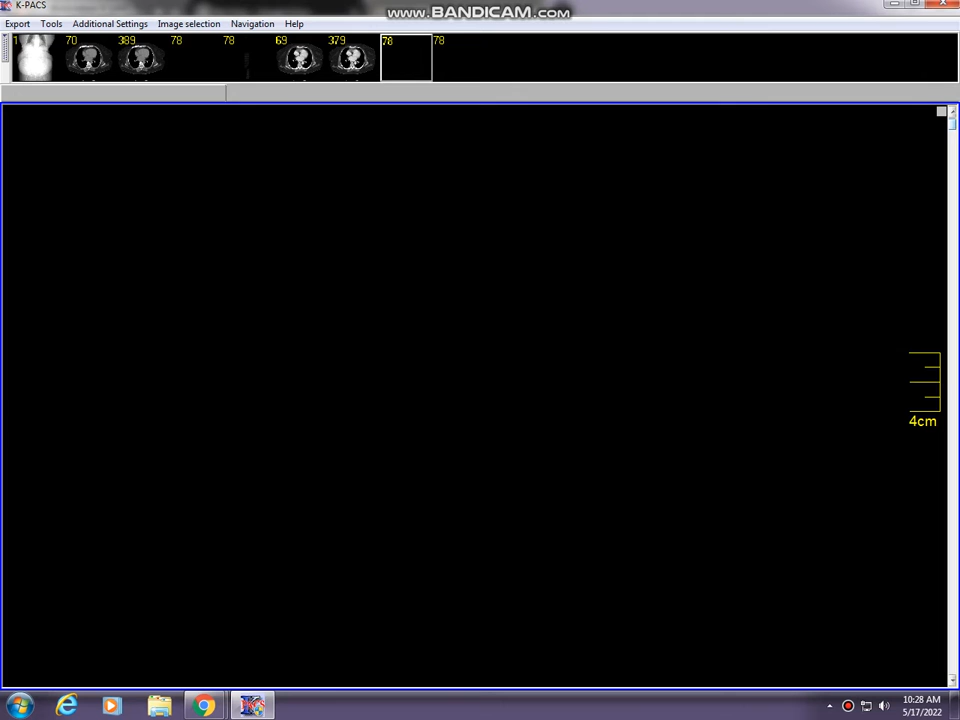 K-PACS
www.BANDICAM.com
Export Tools Additional Settings Image selection Navigation Help
1 70 389 78 78 69 379 78 78
4cm
10:28 AM
5/17/2022